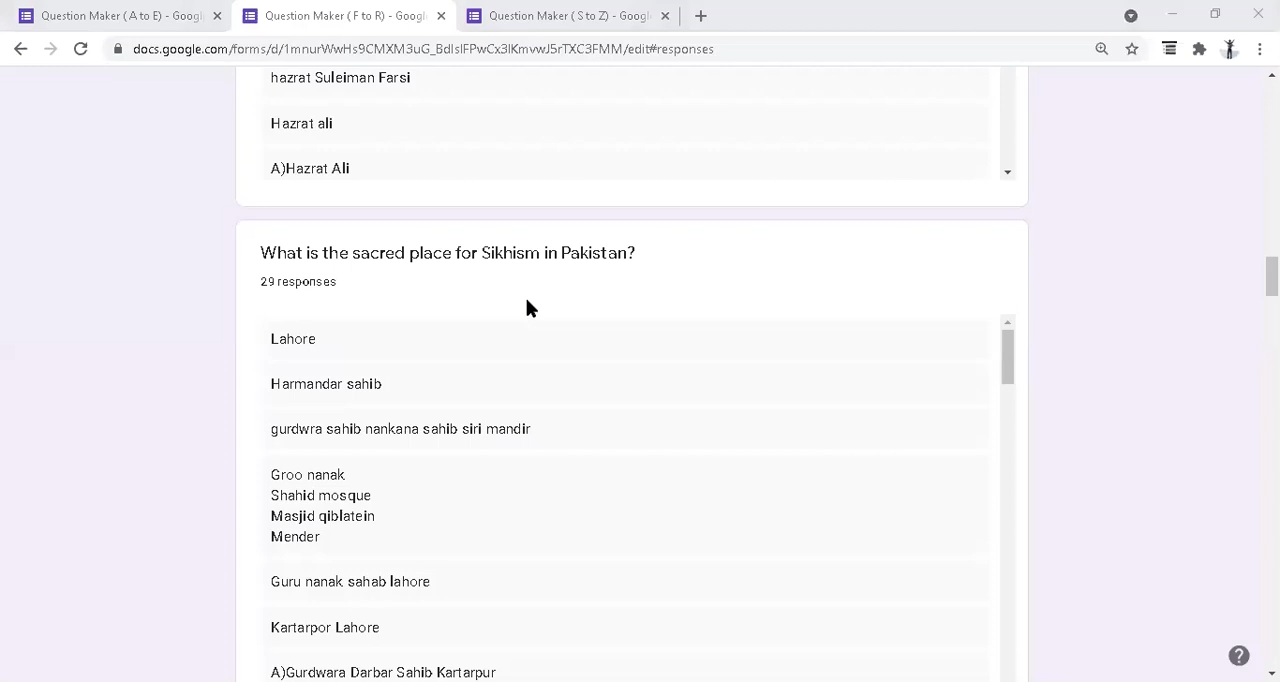 Question Maker ( A to E) - Googl
Question Maker ( F to R) - Googl
Question Maker ( S to Z) - Googl
docs.google.com/forms/d/1mnurWwHs9CMXM3uG_BdIsIFPwCx3IKmvwJ5rTXC3FMM/edit#responses
hazrat Suleiman Farsi
Hazrat ali
A)Hazrat Ali
What is the sacred place for Sikhism in Pakistan?
29 responses
Lahore
Harmandar sahib
gurdwra sahib nankana sahib siri mandir
Groo nanak
Shahid mosque
Masjid qiblatein
Mender
Guru nanak sahab lahore
Kartarpor Lahore
A)Gurdwara Darbar Sahib Kartarpur